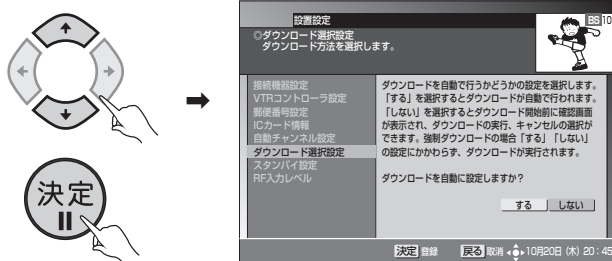 決定
設置設定
BS 10
◎ダウンロード選択設定
ダウンロード方法を選択します。
接続機器設定
VTRコントローラ設定
郵便番号設定
ICカード情報
自動チャンネル設定
ダウンロード選択設定
スタンバイ設定
RF入力レベル
ダウンロードを自動で行うかどうかの設定を選択します。
「する」を選択するとダウンロードが自動で行われます。
「しない」を選択するとダウンロード開始前に確認画面
が表示され、ダウンロードの実行、キャンセルの選択が
できます。強制ダウンロードの場合「する」「しない」
の設定にかかわらず、ダウンロードが実行されます。
ダウンロードを自動に設定しますか?
する しない
決定 登録 戻る 取消 10月20日 (木) 20:45